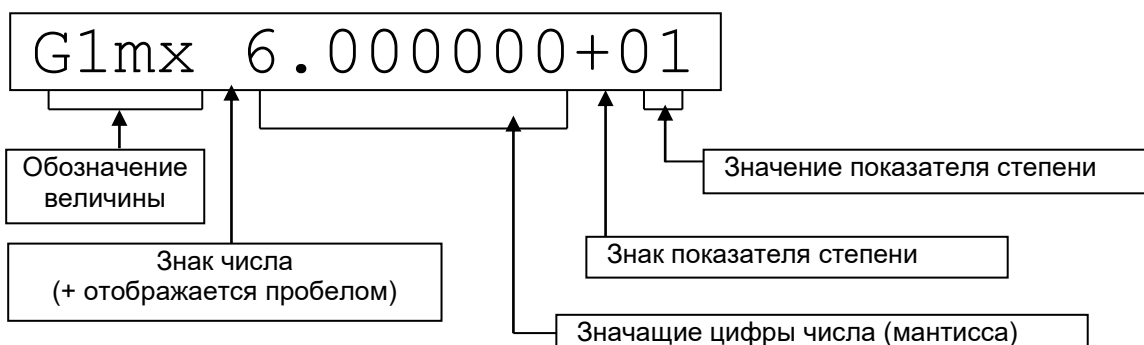 G1mx 6.000000+01
Обозначение
величины
Значение показателя степени
Знак числа
(+ отображается пробелом)
Знак показателя степени
Значащие цифры числа (мантисса)